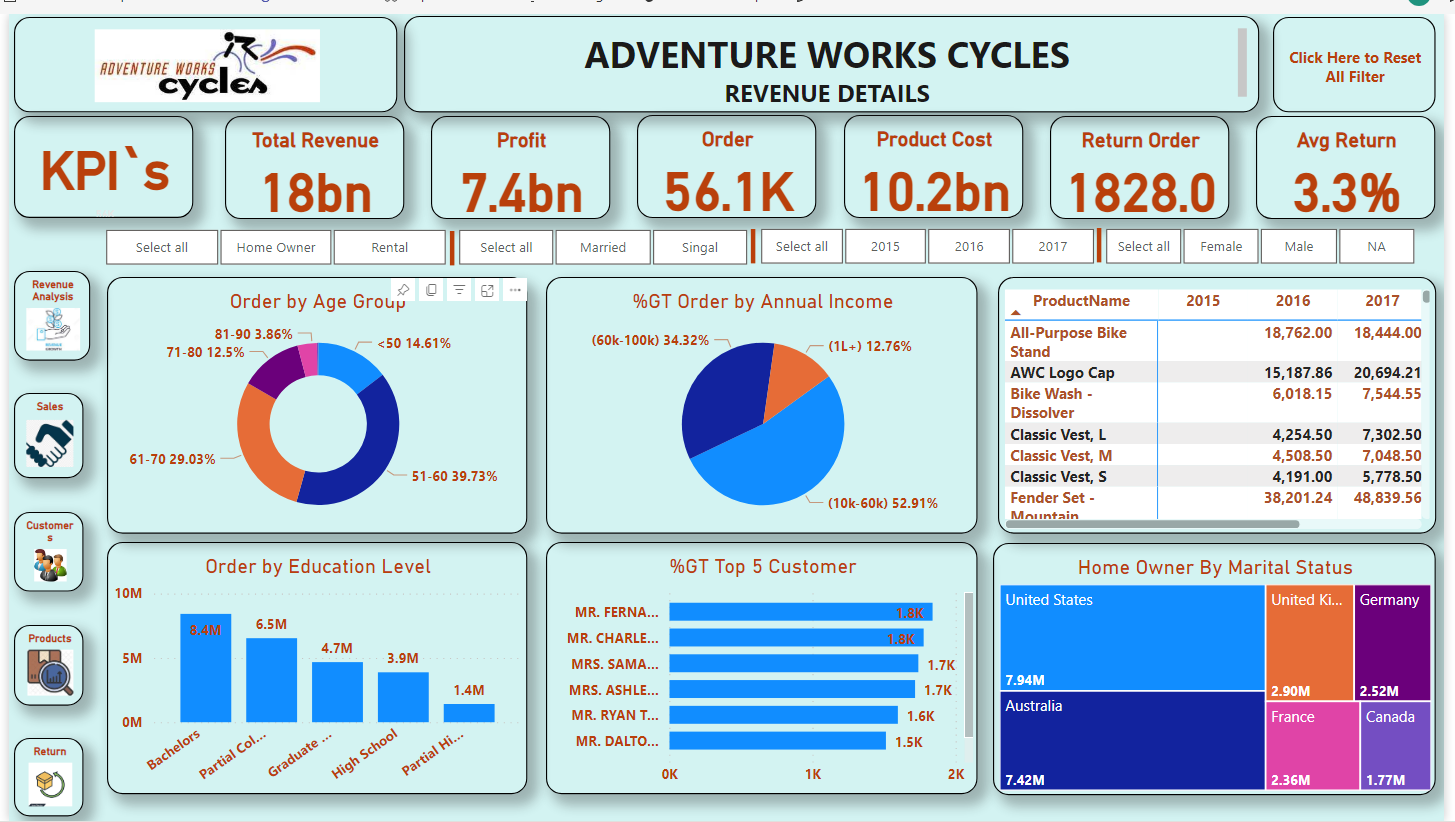 ADVENTURE WORKS
cycles
ADVENTURE WORKS CYCLES
REVENUE DETAILS
Click Here to Reset
All Filter
KPI`s
Total Revenue
18bn
Profit
7.4bn
Order
56.1K
Product Cost
10.2bn
Return Order
1828.0
Avg Return
3.3%
Select all
Home Owner
Rental
Select all
Married
Singal
Select all
2015
2016
2017
Select all
Female
Male
NA
Revenue
Analysis
Sales
Customer
s
Products
Return
Order by Age Group
81-90 3.86%
<50 14.61%
71-80 12.5%
61-70 29.03%
51-60 39.73%
%GT Order by Annual Income
(60k-100k) 34.32%
(1L+) 12.76%
(10k-60k) 52.91%
ProductName 2015 2016 2017
All-Purpose Bike
Stand
18,762.00 18,444.00
AWC Logo Cap 15,187.86 20,694.21
Bike Wash -
Dissolver
6,018.15 7,544.55
Classic Vest, L 4,254.50 7,302.50
Classic Vest, M 4,508.50 7,048.50
Classic Vest, S 4,191.00 5,778.50
Fender Set -
Mountain
38,201.24 48,839.56
Order by Education Level
10M
5M
0M
8.4M
6.5M
4.7M
3.9M
1.4M
Bachelors
Partial Col...
Graduate ...
High School
Partial Hi...
%GT Top 5 Customer
MR. FERNA... 1.8K
MR. CHARLE... 1.8K
MRS. SAMA... 1.7K
MRS. ASHLE... 1.7K
MR. RYAN T... 1.6K
MR. DALTO... 1.5K
0K 1K 2K
Home Owner By Marital Status
United States
7.94M
Australia
7.42M
United Ki...
2.90M
Germany
2.52M
France
2.36M
Canada
1.77M